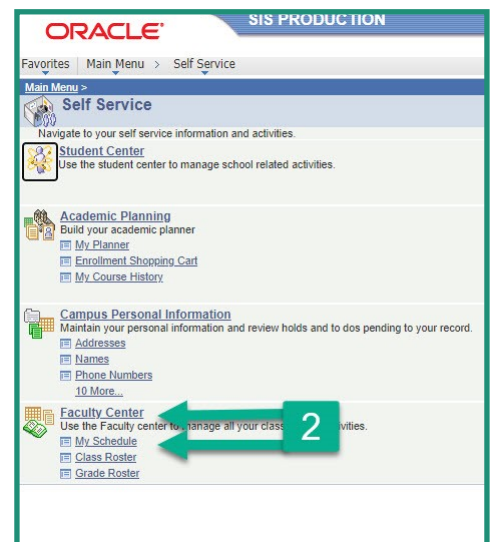 SIS PRODUCTION
ORACLE
Favorites Main Menu > Self Service
Main Menu >
Self Service
Navigate to your self service information and activities.
Student Center
Use the student center to manage school related activities.
Academic Planning
Build your academic planner
My Planner
Enrollment Shopping Cart
My Course History
Campus Personal Information
Maintain your personal information and review holds and to dos pending to your record.
Addresses
Names
Phone Numbers
10 More...
Faculty Center
Use the Faculty center to manage all your class
2
My Schedule
Class Roster
Grade Roster